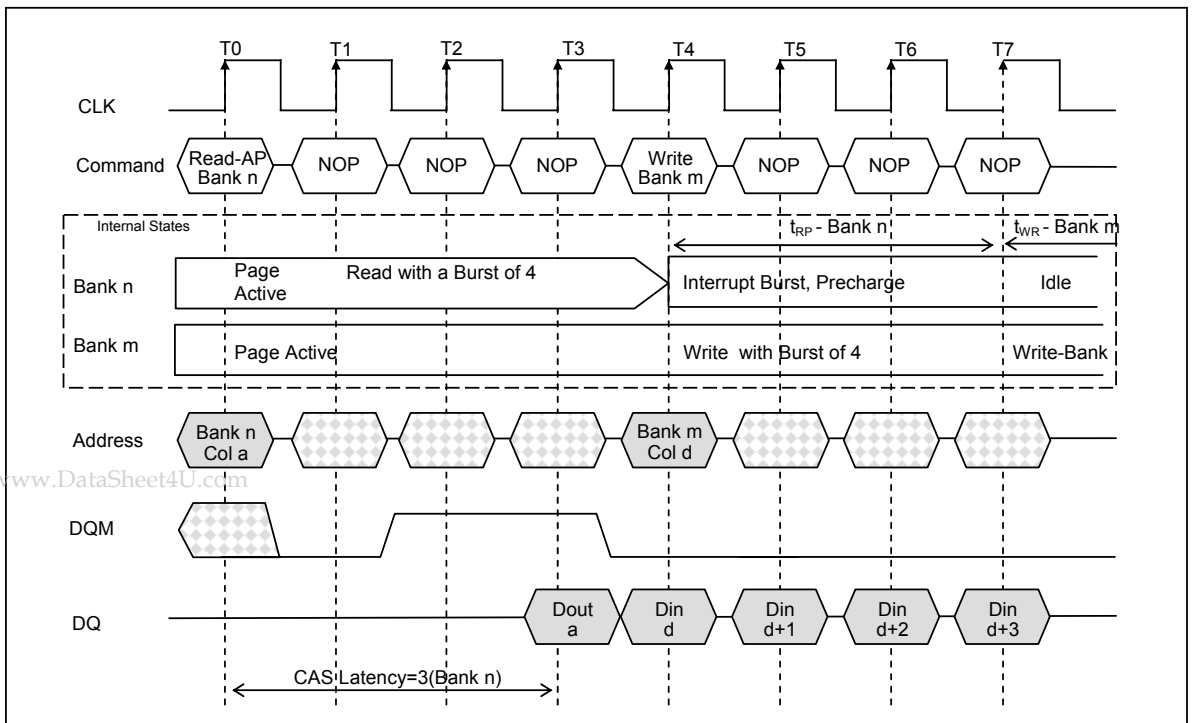 T0 T1 T2 T3 T4 T5 T6 T7
CLK
Command
Read-AP
Bank n
NOP
NOP
NOP
Write
Bank m
NOP
NOP
NOP
Internal States
tRP - Bank n
tWR - Bank m
Bank n
Page
Active
Read with a Burst of 4
Interrupt Burst, Precharge
Idle
Bank m
Page Active
Write with Burst of 4
Write-Bank
Address
Bank n
Col a
Bank m
Col d
www.DataSheet4U.com
DQM
DQ
Dout
a
Din
d
Din
d+1
Din
d+2
Din
d+3
CAS Latency=3(Bank n)